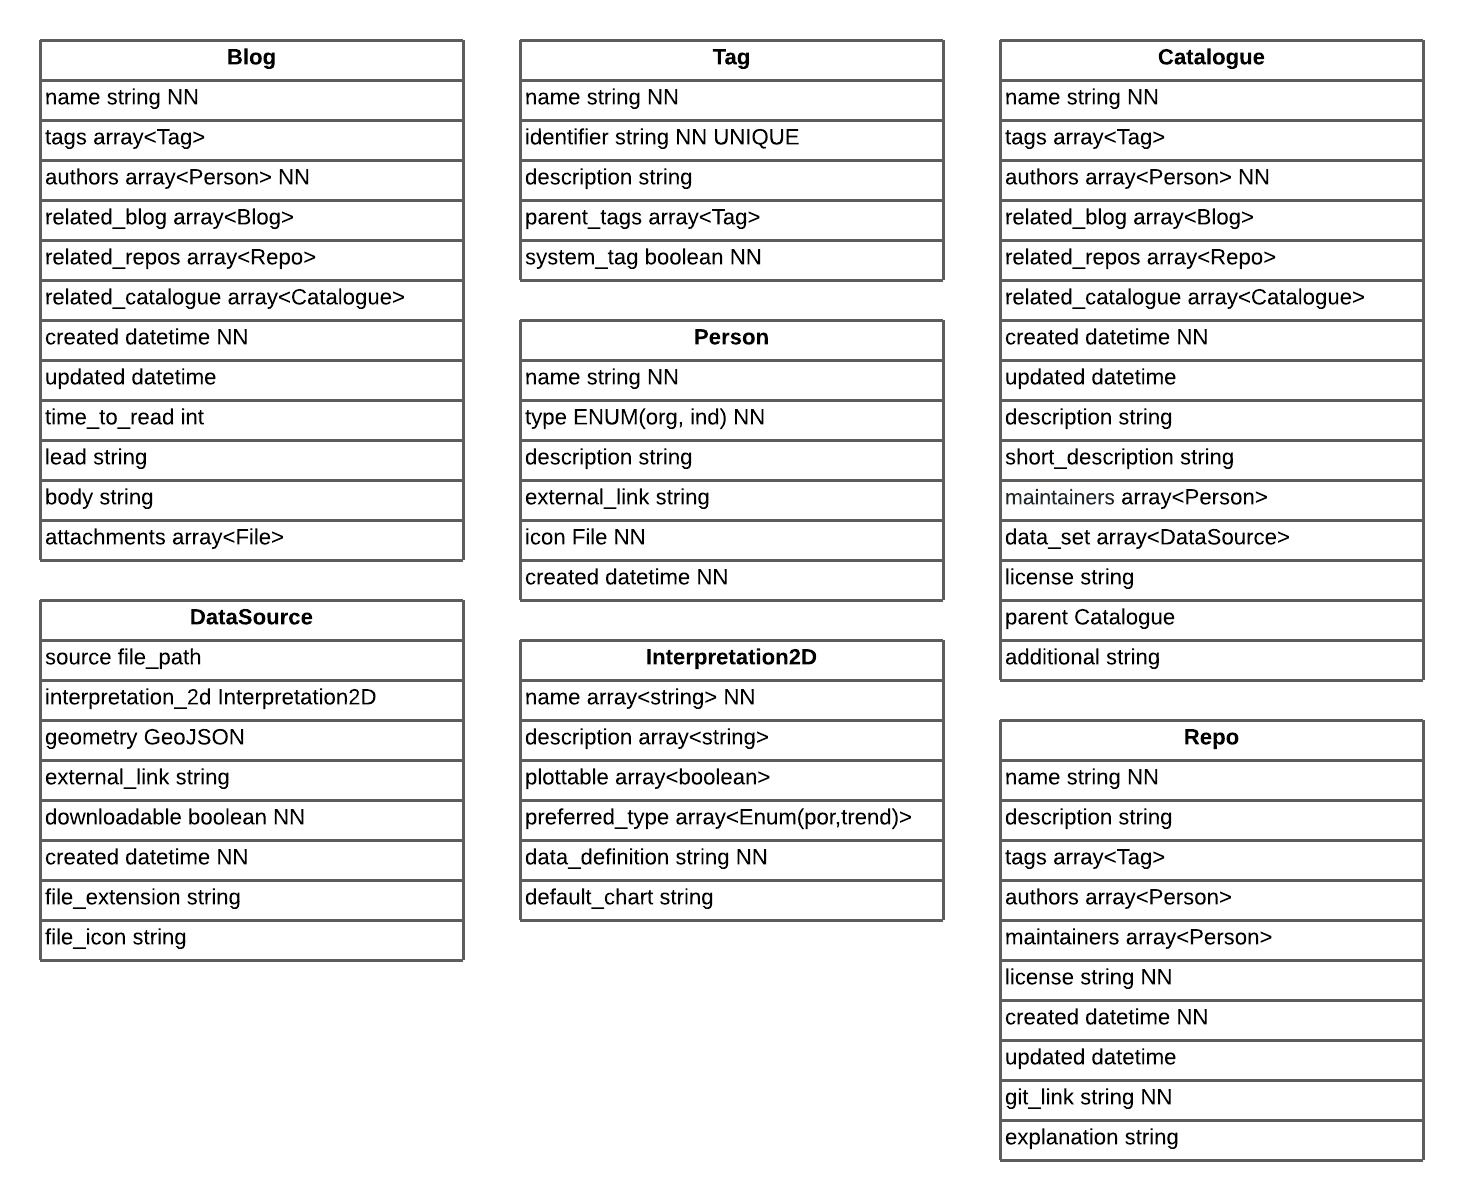 Blog
name string NN
tags array<Tag>
authors array<Person> NN
related_blog array<Blog>
related_repos array<Repo>
related_catalogue array<Catalogue>
created datetime NN
updated datetime
time_to_read int
lead string
body string
attachments array<File>
DataSource
source file_path
interpretation_2d Interpretation2D
geometry GeoJSON
external_link string
downloadable boolean NN
created datetime NN
file_extension string
file_icon string
Tag
name string NN
identifier string NN UNIQUE
description string
parent_tags array<Tag>
system_tag boolean NN
Person
name string NN
type ENUM(org, ind) NN
description string
external_link string
icon File NN
created datetime NN
Interpretation2D
name array<string> NN
description array<string>
plottable array<boolean>
preferred_type array<Enum(por,trend)>
data_definition string NN
default_chart string
Catalogue
name string NN
tags array<Tag>
authors array<Person> NN
related_blog array<Blog>
related_repos array<Repo>
related_catalogue array<Catalogue>
created datetime NN
updated datetime
description string
short_description string
maintainers array<Person>
data_set array<DataSource>
license string
parent Catalogue
additional string
Repo
name string NN
description string
tags array<Tag>
authors array<Person>
maintainers array<Person>
license string NN
created datetime NN
updated datetime
git_link string NN
explanation string